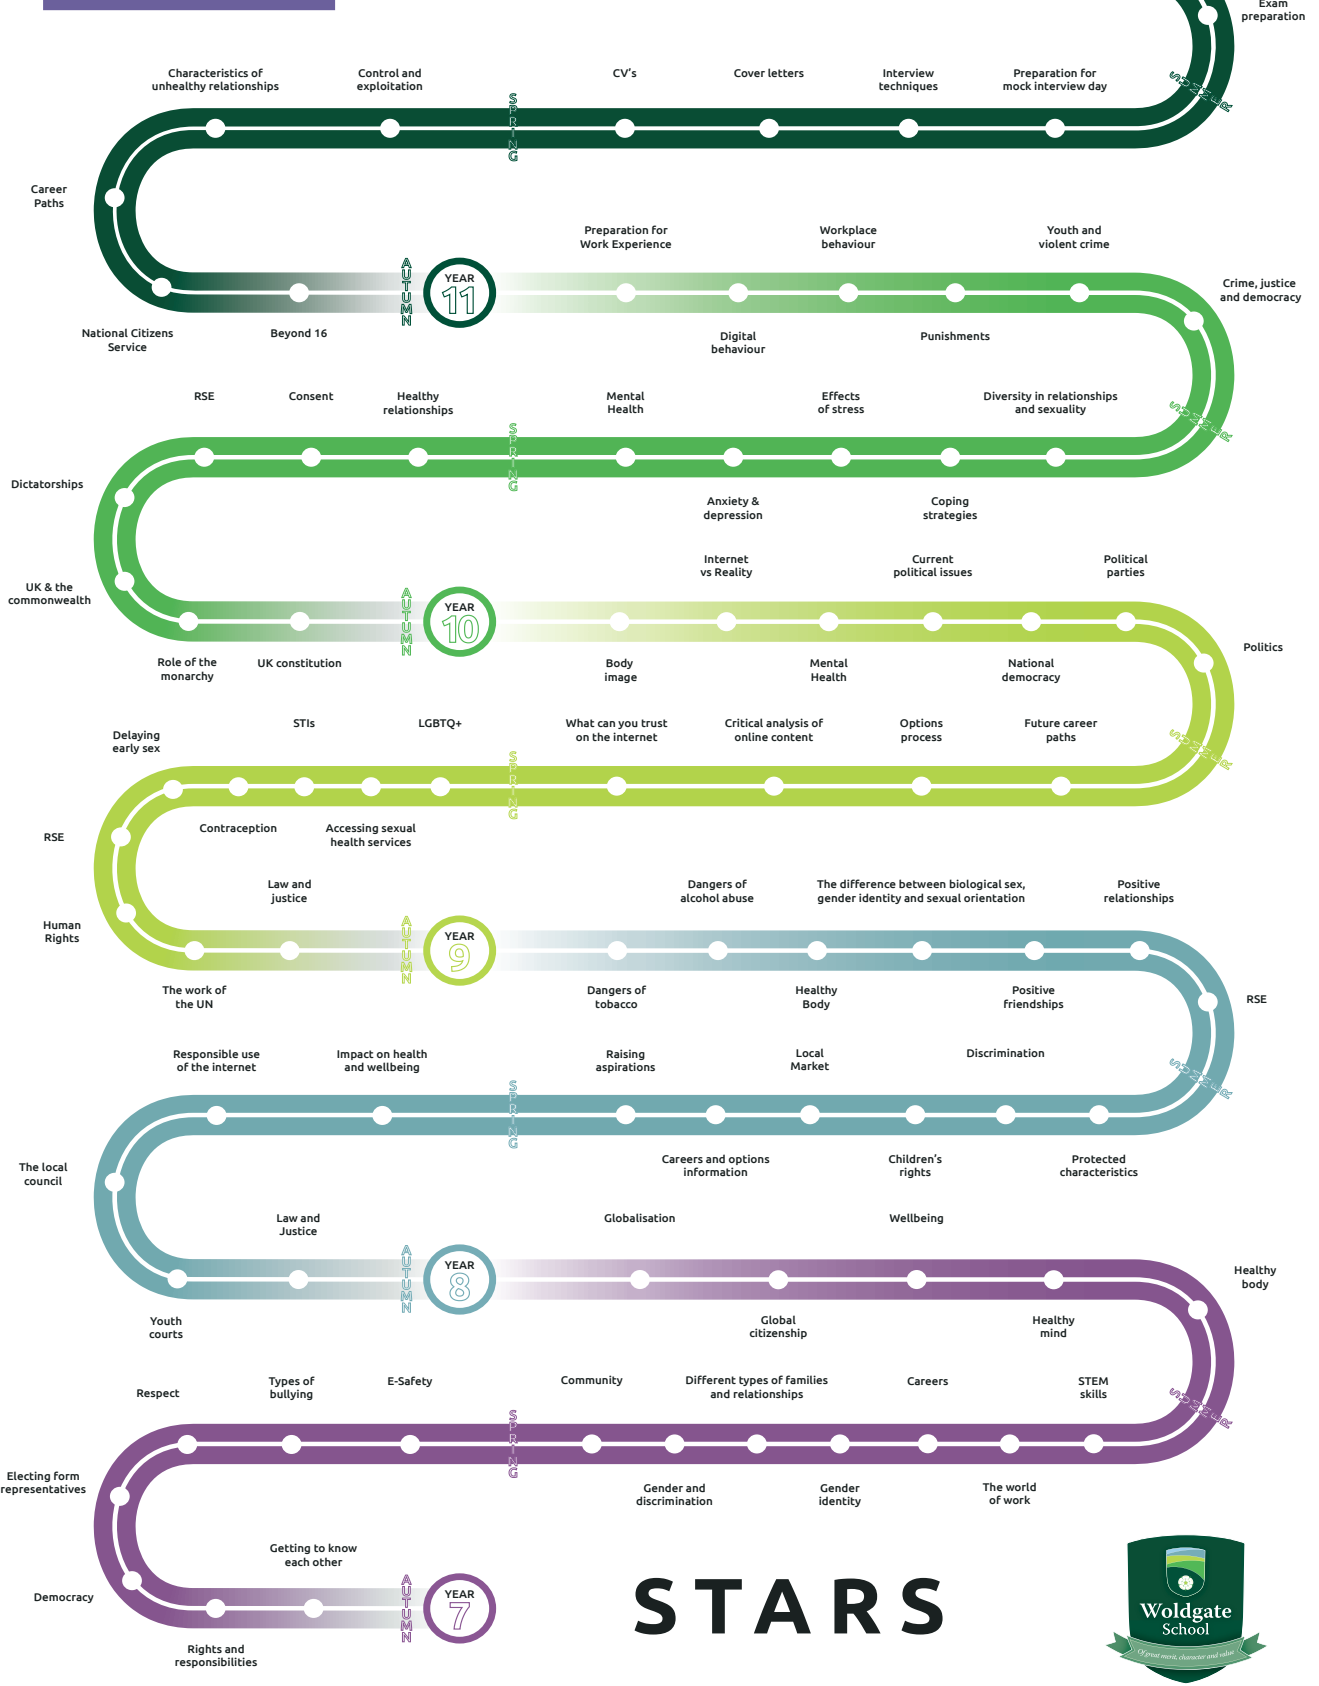 Exam
preparation
Characteristics of
unhealthy relationships
Control and
exploitation
SPRING
CV's
Cover letters
Interview
techniques
Preparation for
mock interview day
SUMMER
Career
Paths
National Citizens
Service
Beyond 16
AUTUMN
YEAR
11
Preparation for
Work Experience
Digital
behaviour
Workplace
behaviour
Punishments
Youth and
violent crime
Crime, justice
and democracy
SUMMER
RSE
Consent
Healthy
relationships
SPRING
Mental
Health
Anxiety &
depression
Effects
of stress
Coping
strategies
Diversity in relationships
and sexuality
Dictatorships
UK & the
commonwealth
Role of the
monarchy
UK constitution
AUTUMN
YEAR
10
Body
image
Internet
vs Reality
Mental
Health
Current
political issues
National
democracy
Political
parties
Politics
SUMMER
Delaying
early sex
Contraception
STIs
Accessing sexual
health services
LGBTQ+
SPRING
What can you trust
on the internet
Critical analysis of
online content
Options
process
Future career
paths
RSE
Human
Rights
The work of
the UN
Law and
justice
AUTUMN
YEAR
9
Dangers of
tobacco
Dangers of
alcohol abuse
Healthy
Body
The difference between biological sex,
gender identity and sexual orientation
Positive
friendships
Positive
relationships
RSE
SUMMER
Responsible use
of the internet
Impact on health
and wellbeing
SPRING
Raising
aspirations
Careers and options
information
Local
Market
Children's
rights
Discrimination
Protected
characteristics
The local
council
Youth
courts
Law and
Justice
AUTUMN
YEAR
8
Globalisation
Global
citizenship
Wellbeing
Healthy
mind
Healthy
body
SUMMER
Respect
Types of
bullying
E-Safety
SPRING
Community
Gender and
discrimination
Different types of families
and relationships
Gender
identity
Careers
The world
of work
STEM
skills
Electing form
representatives
Democracy
Rights and
responsibilities
Getting to know
each other
AUTUMN
YEAR
7
STARS
Woldgate
School
Of great merit, character and value